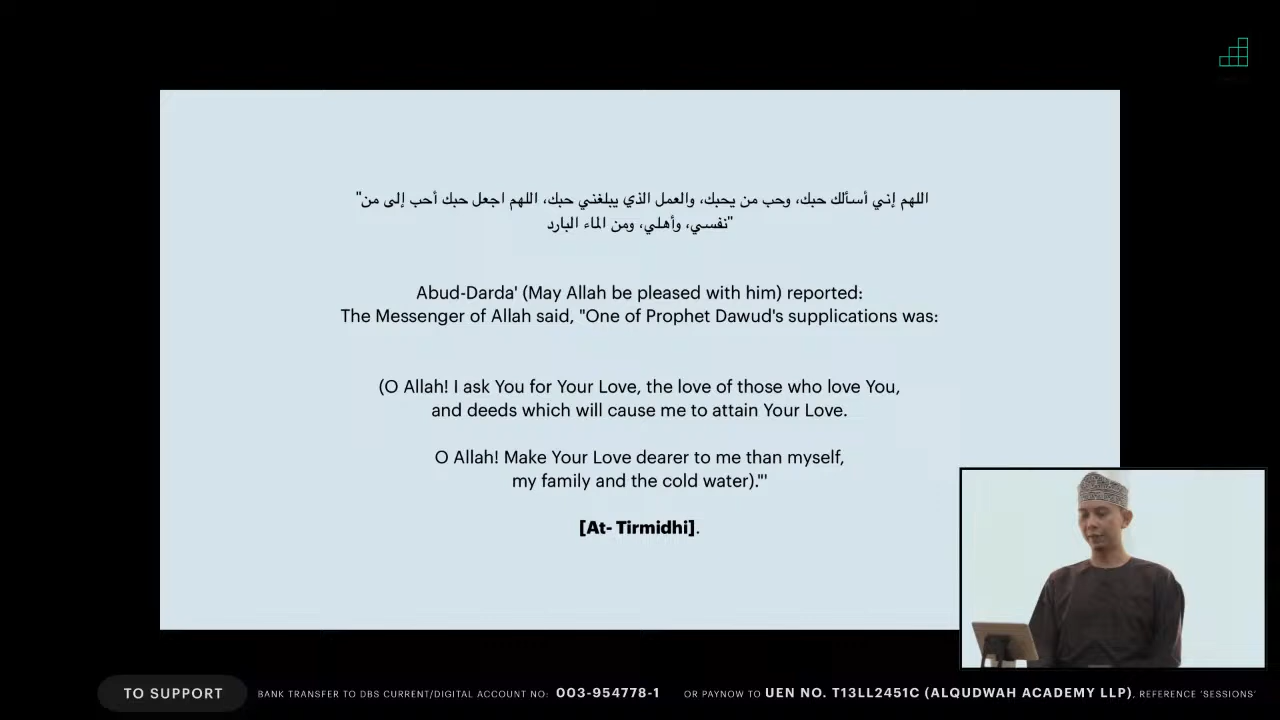 "اللهم إني أسألك حبك، وحب من يحبك، والعمل الذي يبلغني حبك، اللهم اجعل حبك أحب إلى من
نفسي، وأهلي، ومن الماء البارد"
Abud-Darda' (May Allah be pleased with him) reported:
The Messenger of Allah said, "One of Prophet Dawud's supplications was:
(O Allah! I ask You for Your Love, the love of those who love You,
and deeds which will cause me to attain Your Love.
O Allah! Make Your Love dearer to me than myself,
my family and the cold water)."'
[At- Tirmidhi].
TO SUPPORT BANK TRANSFER TO DBS CURRENT/DIGITAL ACCOUNT NO: 003-954778-1 OR PAYNOW TO UEN NO. T13LL2451C (ALQUDWAH ACADEMY LLP), REFERENCE 'SESSIONS'